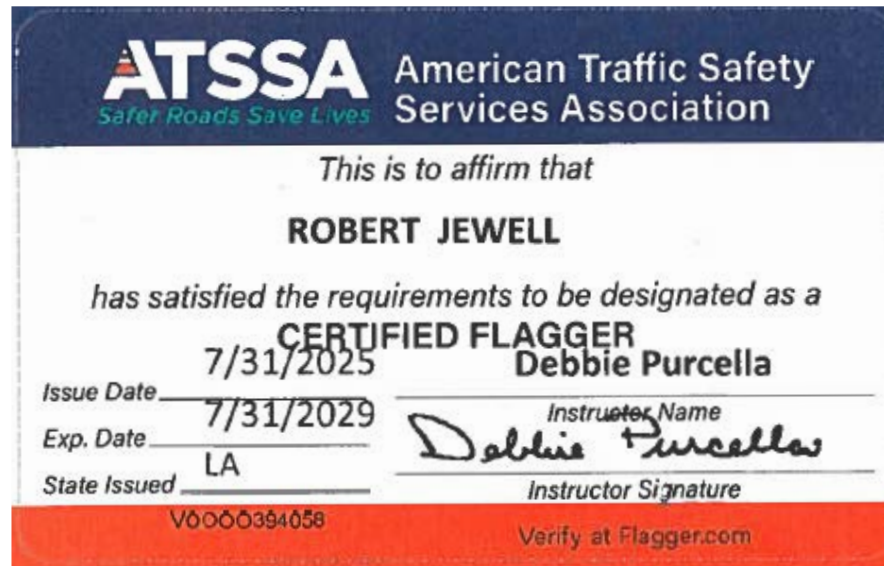 ATSSA
Safer Roads Save Lives
American Traffic Safety
Services Association
This is to affirm that
ROBERT JEWELL
has satisfied the requirements to be designated as a
CERTIFIED FLAGGER
Issue Date 7/31/2025
Exp. Date 7/31/2029
State Issued LA
Debbie Purcella
Instructor Name
Debbie Purcella
Instructor Signature
V0000394058
Verify at Flagger.com